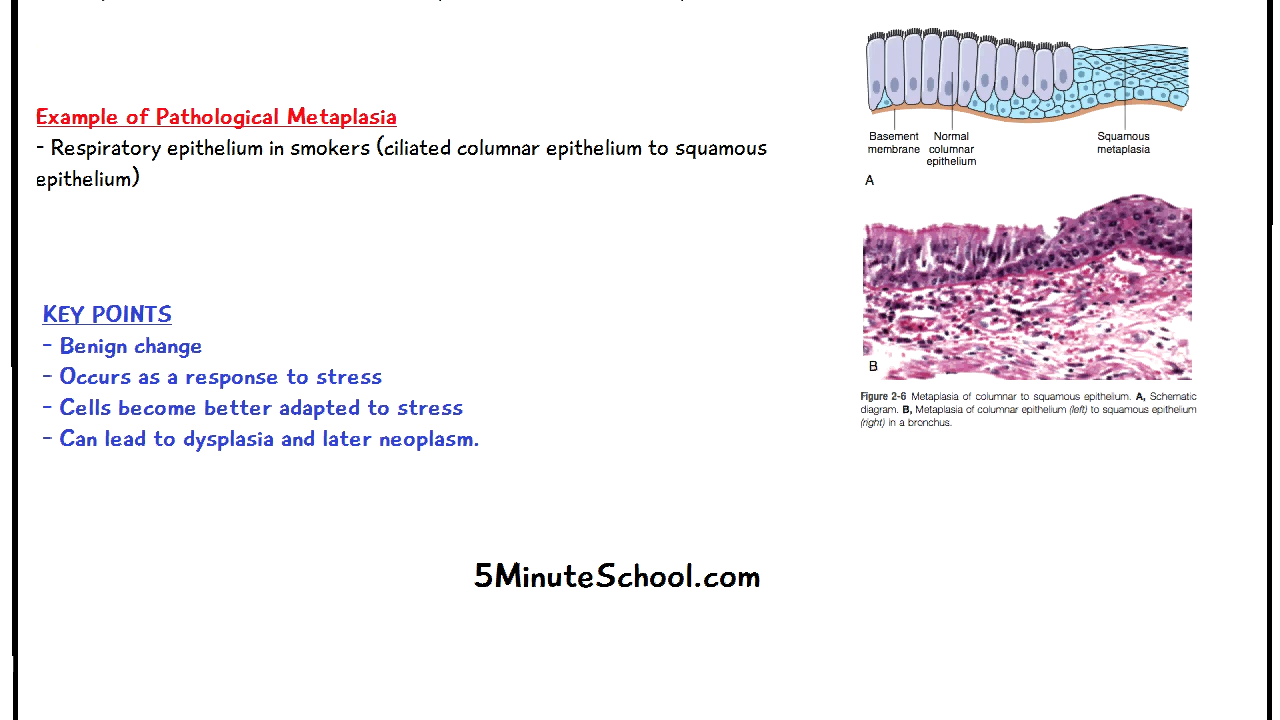 Example of Pathological Metaplasia
- Respiratory epithelium in smokers (ciliated columnar epithelium to squamous
epithelium)
KEY POINTS
- Benign change
- Occurs as a response to stress
- Cells become better adapted to stress
- Can lead to dysplasia and later neoplasm.
5MinuteSchool.com
Basement
membrane
Normal
columnar
epithelium
Squamous
metaplasia
A
B
Figure 2-6 Metaplasia of columnar to squamous epithelium. A, Schematic
diagram. B, Metaplasia of columnar epithelium (left) to squamous epithelium
(right) in a bronchus.